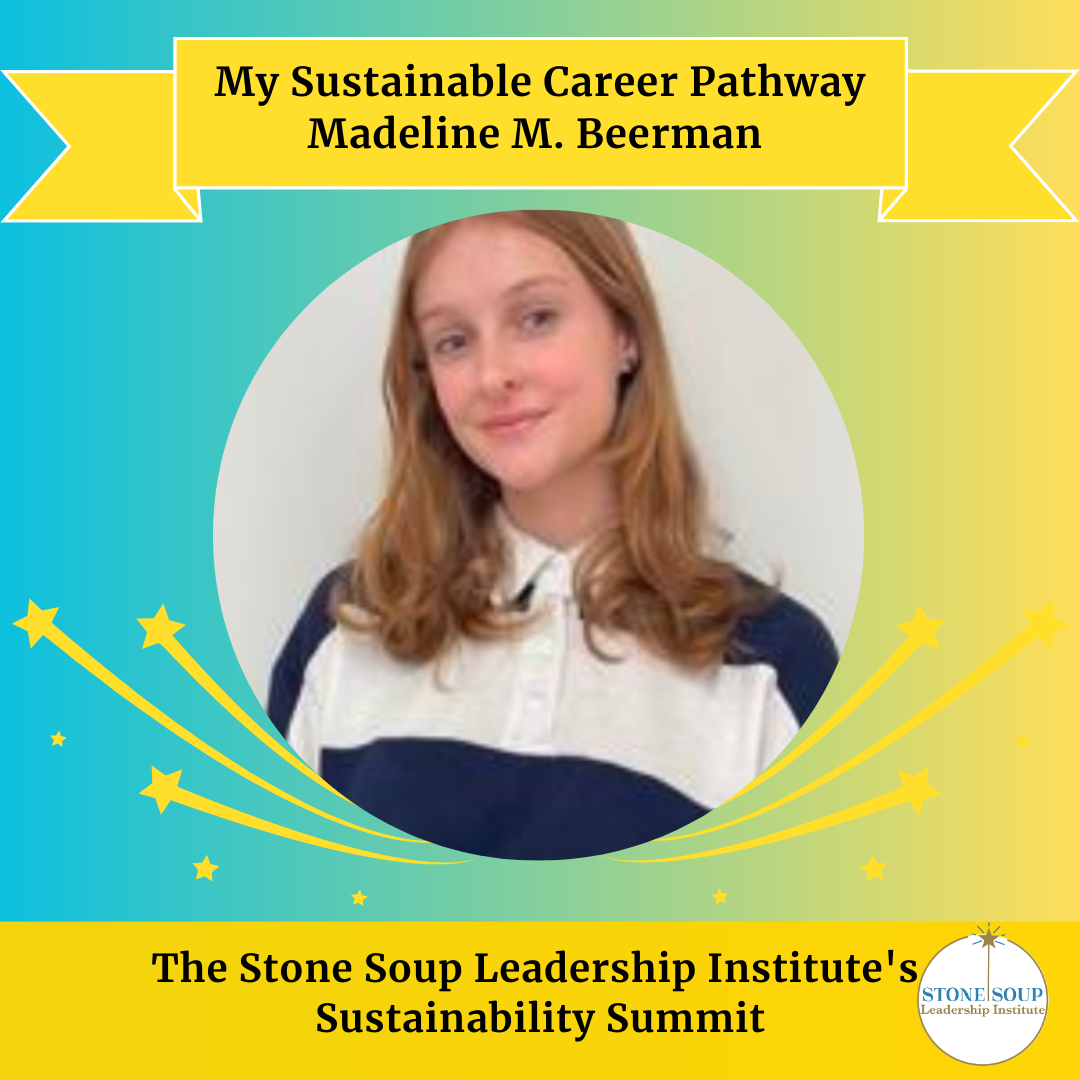 My Sustainable Career Pathway
Madeline M. Beerman
The Stone Soup Leadership Institute's
Sustainability Summit
STONE SOUP
Leadership Institute